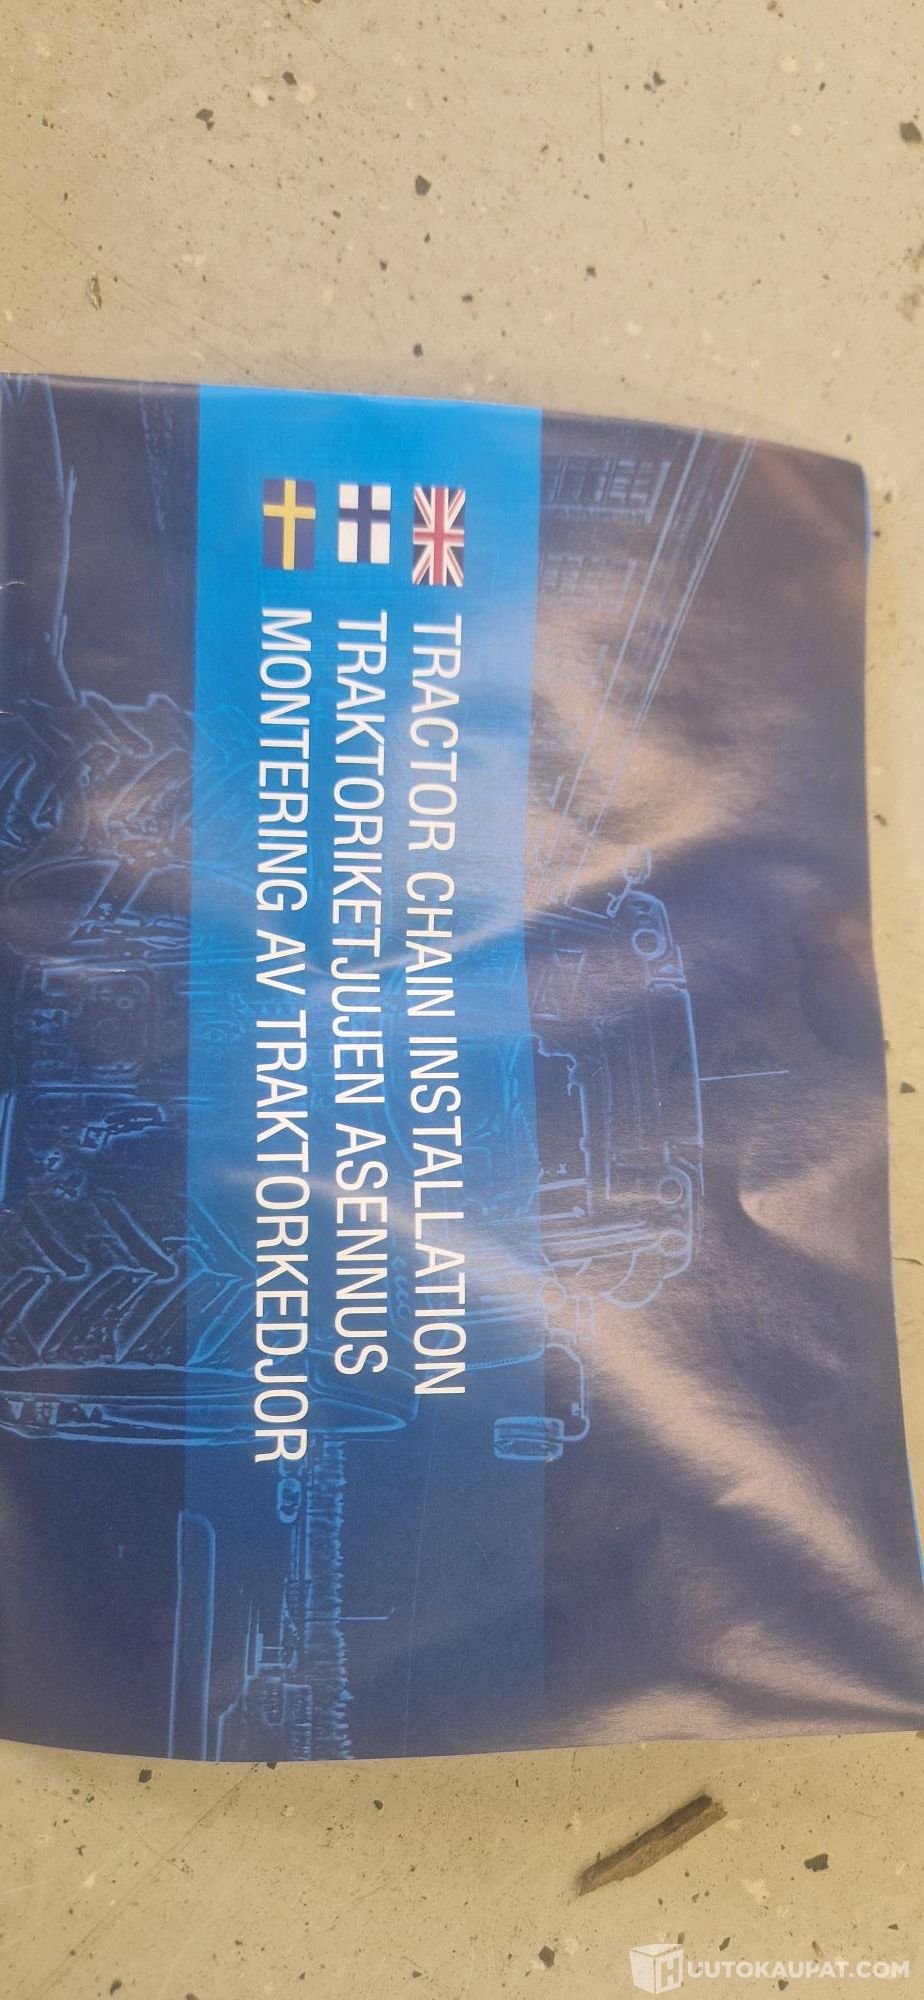 TRACTOR CHAIN INSTALLATION
TRAKTORIKETJUJEN ASENNUS
MONTERING AV TRAKTORKEDJOR
HUUTOKAUPAT.COM